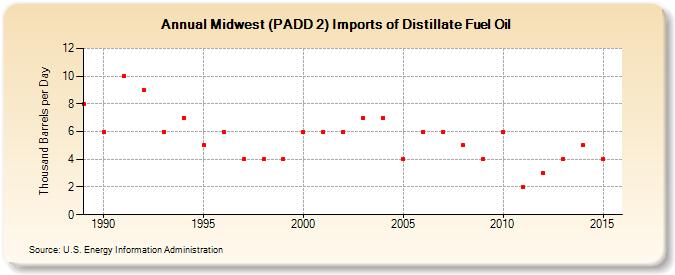 Annual Midwest (PADD 2) Imports of Distillate Fuel Oil
Thousand Barrels per Day
12
10
8
6
4
2
0
1990 1995 2000 2005 2010 2015
Source: U.S. Energy Information Administration